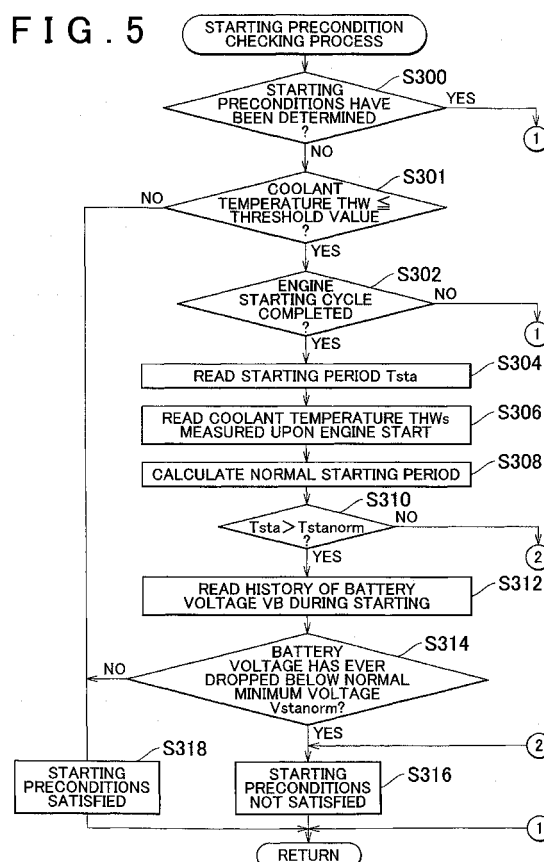 FIG.5
STARTING PRECONDITION
CHECKING PROCESS
S300
STARTING
PRECONDITIONS HAVE
BEEN DETERMINED
?
YES
1
NO
S301
NO
COOLANT
TEMPERATURE THW ≦
THRESHOLD VALUE
?
YES
S302
ENGINE
STARTING CYCLE
COMPLETED
?
NO
1
YES
S304
READ STARTING PERIOD Tsta
S306
READ COOLANT TEMPERATURE THWs
MEASURED UPON ENGINE START
S308
CALCULATE NORMAL STARTING PERIOD
S310
Tsta > Tstanorm
?
NO
2
YES
S312
READ HISTORY OF BATTERY
VOLTAGE VB DURING STARTING
S314
NO
BATTERY
VOLTAGE HAS EVER
DROPPED BELOW NORMAL
MINIMUM VOLTAGE
Vstanorm?
YES
2
S318
STARTING
PRECONDITIONS
SATISFIED
S316
STARTING
PRECONDITIONS
NOT SATISFIED
1
RETURN